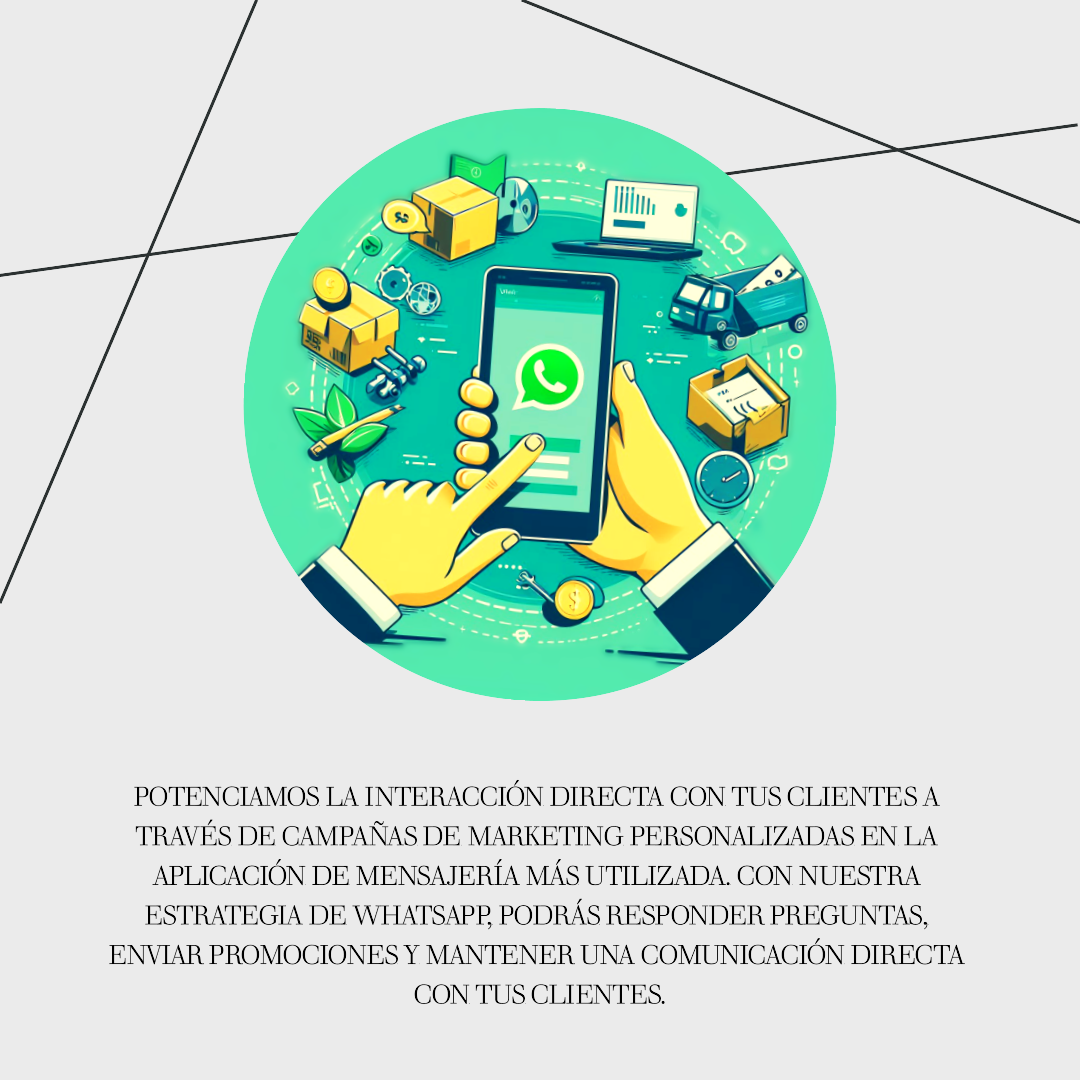 POTENCIAMOS LA INTERACCIÓN DIRECTA CON TUS CLIENTES A
TRAVÉS DE CAMPAÑAS DE MARKETING PERSONALIZADAS EN LA
APLICACIÓN DE MENSAJERÍA MÁS UTILIZADA. CON NUESTRA
ESTRATEGIA DE WHATSAPP, PODRÁS RESPONDER PREGUNTAS,
ENVIAR PROMOCIONES Y MANTENER UNA COMUNICACIÓN DIRECTA
CON TUS CLIENTES.